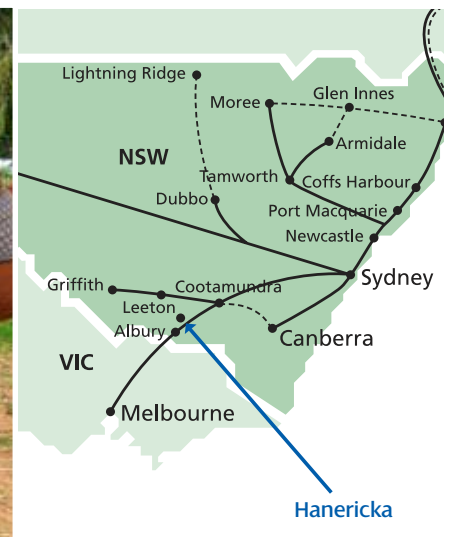 Lightning Ridge
Glen Innes
Moree
Armidale
NSW
Tamworth
Coffs Harbour
Dubbo
Port Macquarie
Newcastle
Sydney
Griffith
Cootamundra
Leeton
Albury
Canberra
VIC
Melbourne
Hanericka